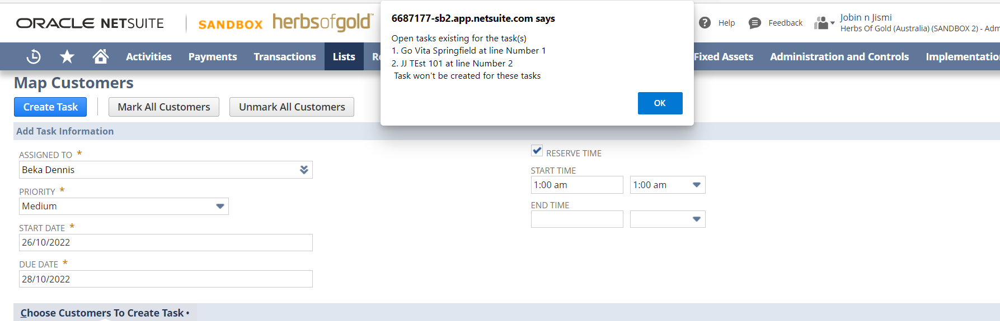 ORACLE NETSUITE
SANDBOX
herbsofgold™
6687177-sb2.app.netsuite.com says
Open tasks existing for the task(s)
1. Go Vita Springfield at line Number 1
2. JJ TEst 101 at line Number 2
Task won't be created for these tasks
OK
Help
Feedback
Jobin n Jismi
Herbs Of Gold (Australia) (SANDBOX 2) - Adm
Activities
Payments
Transactions
Lists
Re
Fixed Assets
Administration and Controls
Implementatio
Map Customers
Create Task
Mark All Customers
Unmark All Customers
Add Task Information
ASSIGNED TO *
Beka Dennis
PRIORITY *
Medium
START DATE *
26/10/2022
DUE DATE *
28/10/2022
RESERVE TIME
START TIME
1:00 am
1:00 am
END TIME
Choose Customers To Create Task •